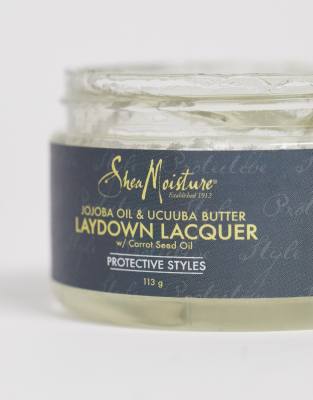 SheaMoisture®
Established 1912
JOJOBA OIL & UCUUBA BUTTER
LAYDOWN LACQUER
w/ Carrot Seed Oil
PROTECTIVE STYLES
113 g